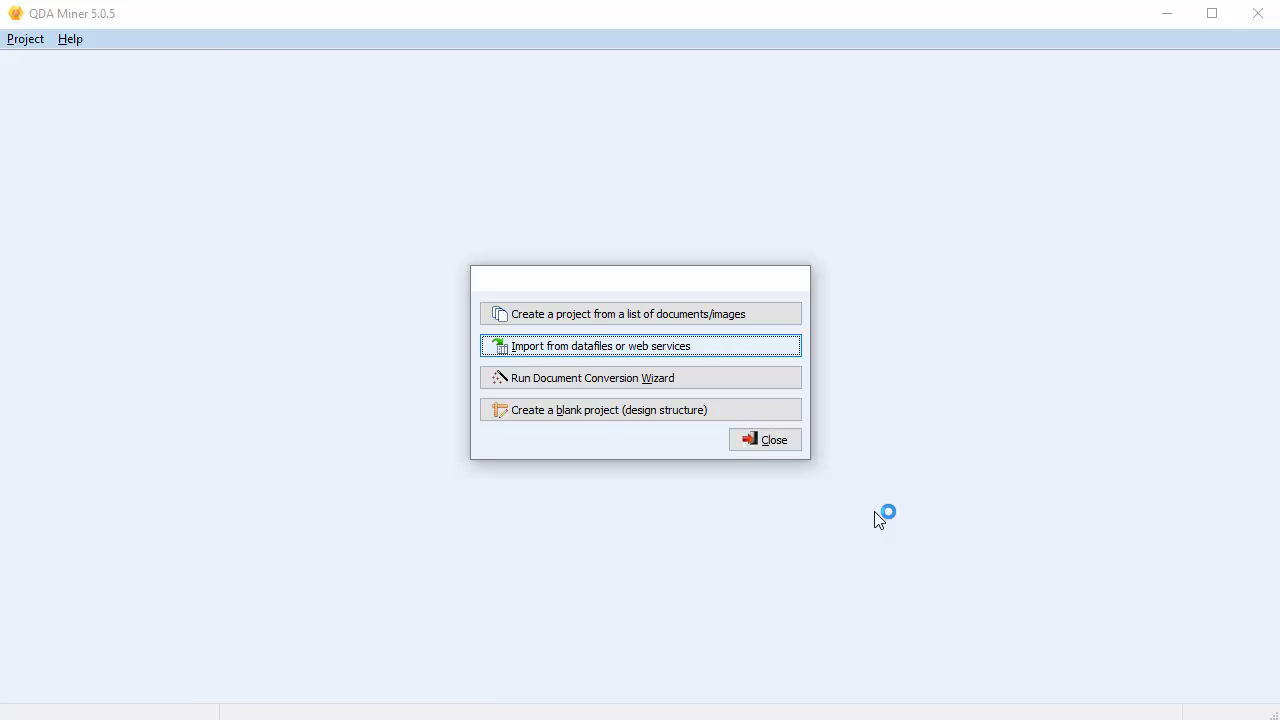 QDA Miner 5.0.5
Project Help
Create a project from a list of documents/images
Import from datafiles or web services
Run Document Conversion Wizard
Create a blank project (design structure)
Close